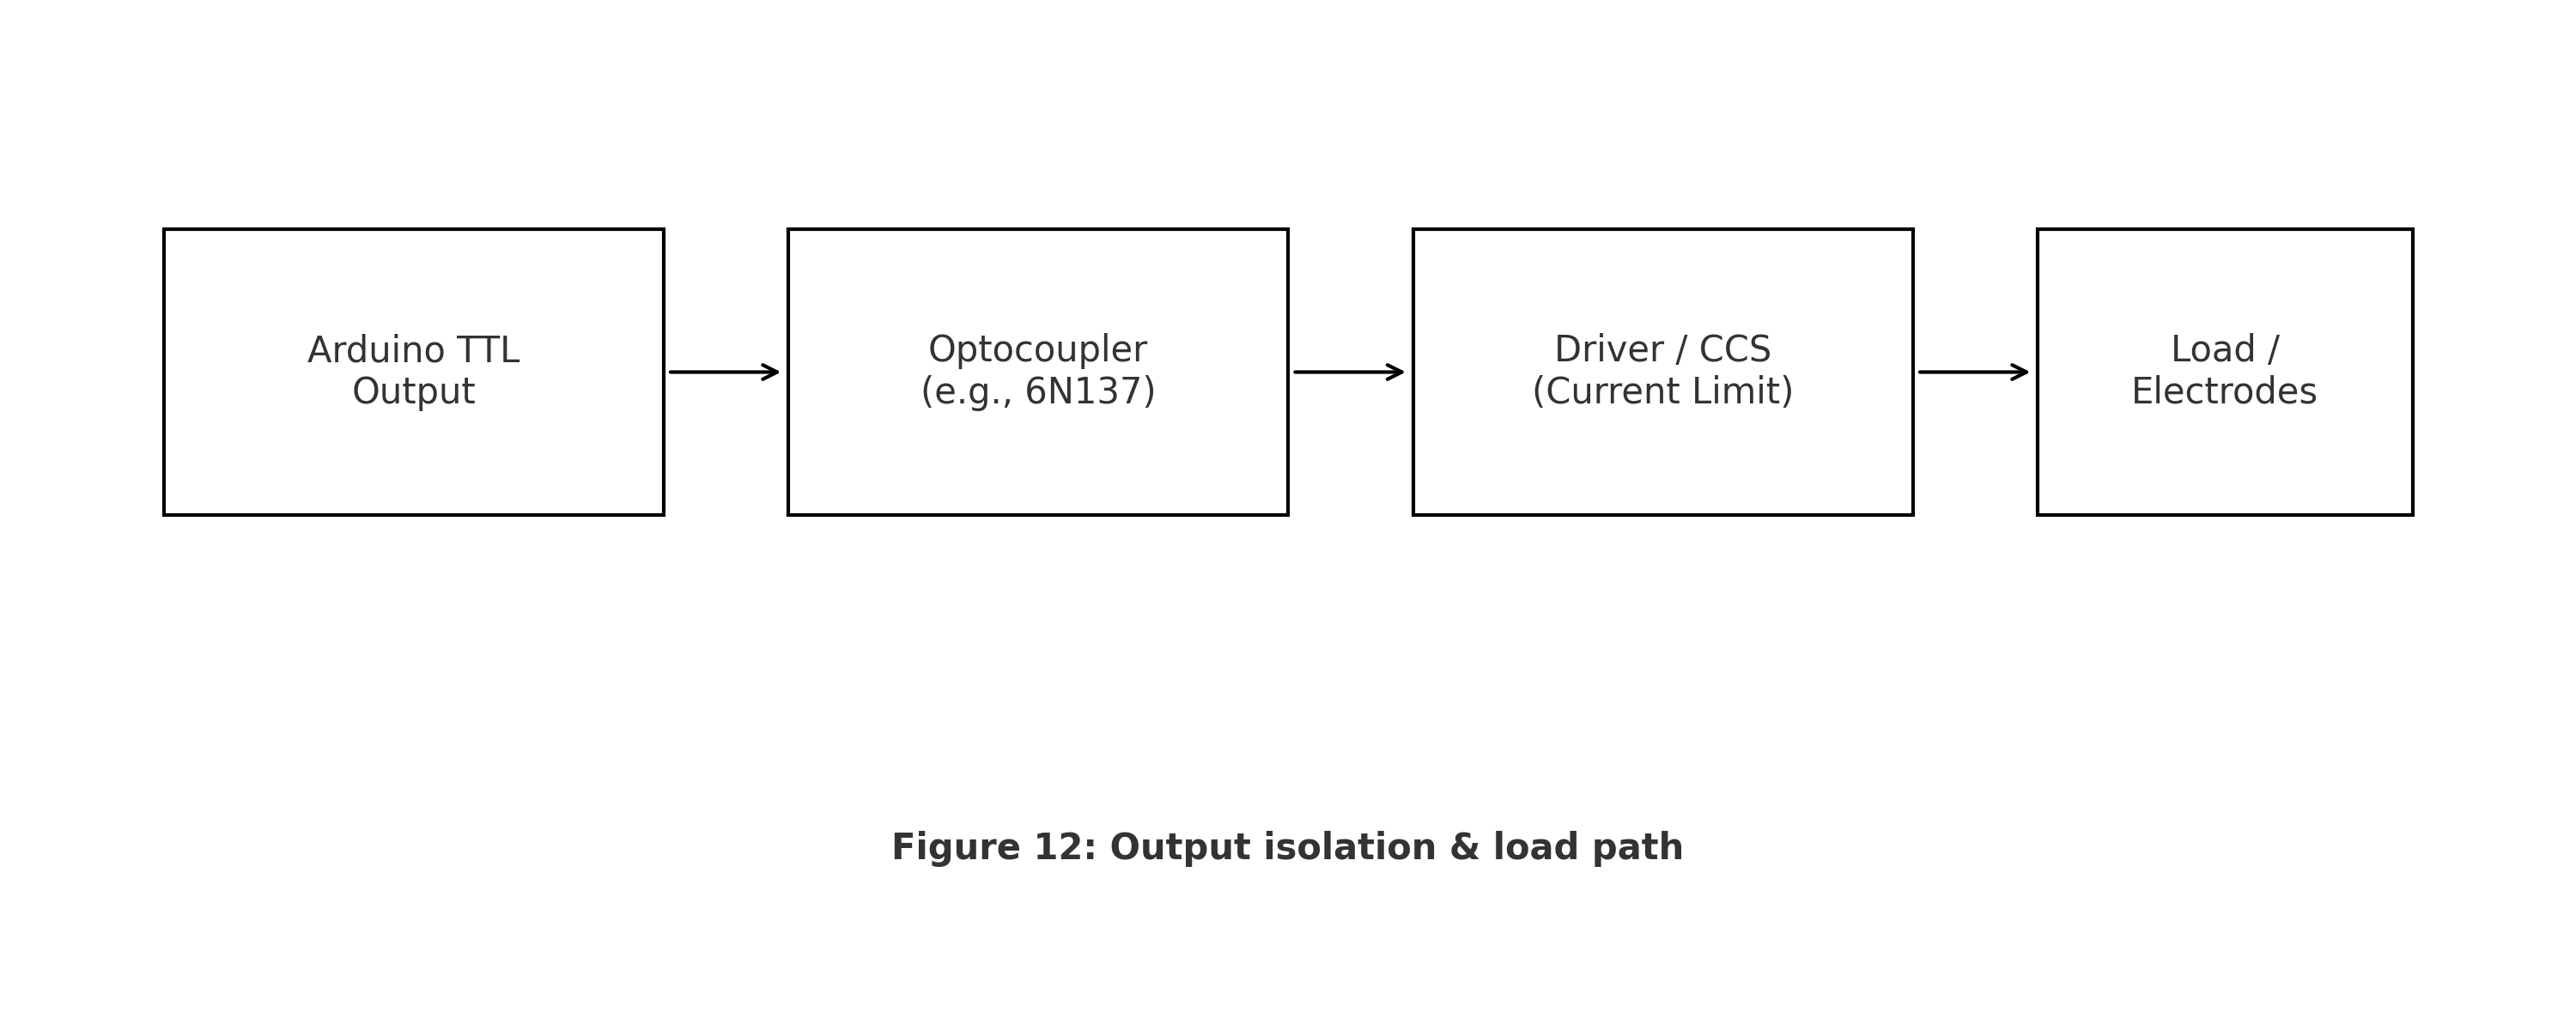 Arduino TTL
Output
Optocoupler
(e.g., 6N137)
Driver / CCS
(Current Limit)
Load /
Electrodes
Figure 12: Output isolation & load path